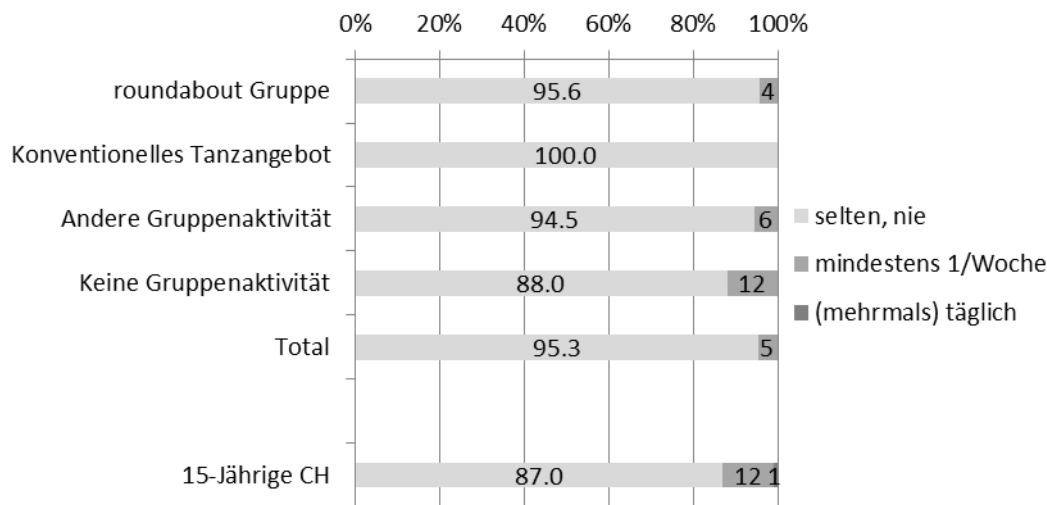 0% 20% 40% 60% 80% 100%
roundabout Gruppe 95.6 4
Konventionelles Tanzangebot 100.0
Andere Gruppenaktivität 94.5 6
Keine Gruppenaktivität 88.0 12
Total 95.3 5
15-Jährige CH 87.0 12 1
selten, nie
mindestens 1/Woche
(mehrmals) täglich